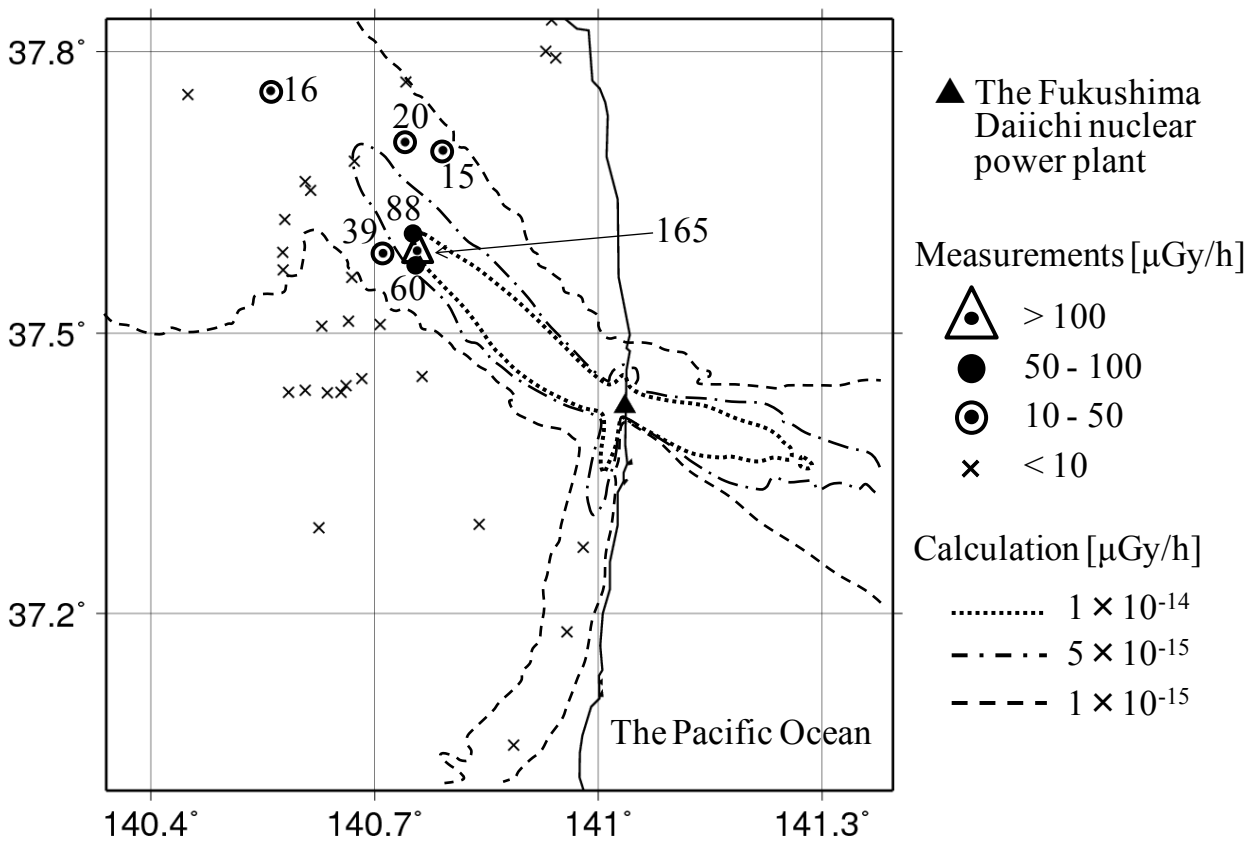 37.8°
37.5°
37.2°
140.4°
140.7°
141°
141.3°
16
20
15
88
39
165
60
The Pacific Ocean
The Fukushima
Daiichi nuclear
power plant
Measurements [μGy/h]
> 100
50 - 100
10 - 50
< 10
Calculation [μGy/h]
1 × 10⁻¹⁴
5 × 10⁻¹⁵
1 × 10⁻¹⁵